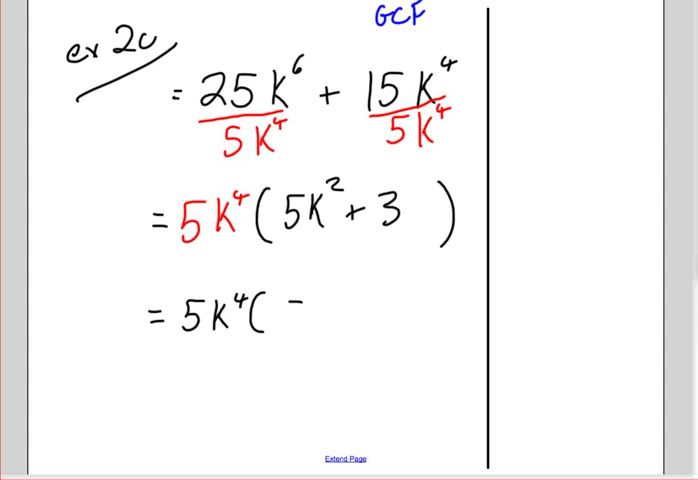 GCF
ex 2c
= 25k⁶ + 15k⁴
5k⁴ 5k⁴
= 5k⁴( 5k² + 3 )
= 5k⁴(
Extend Page